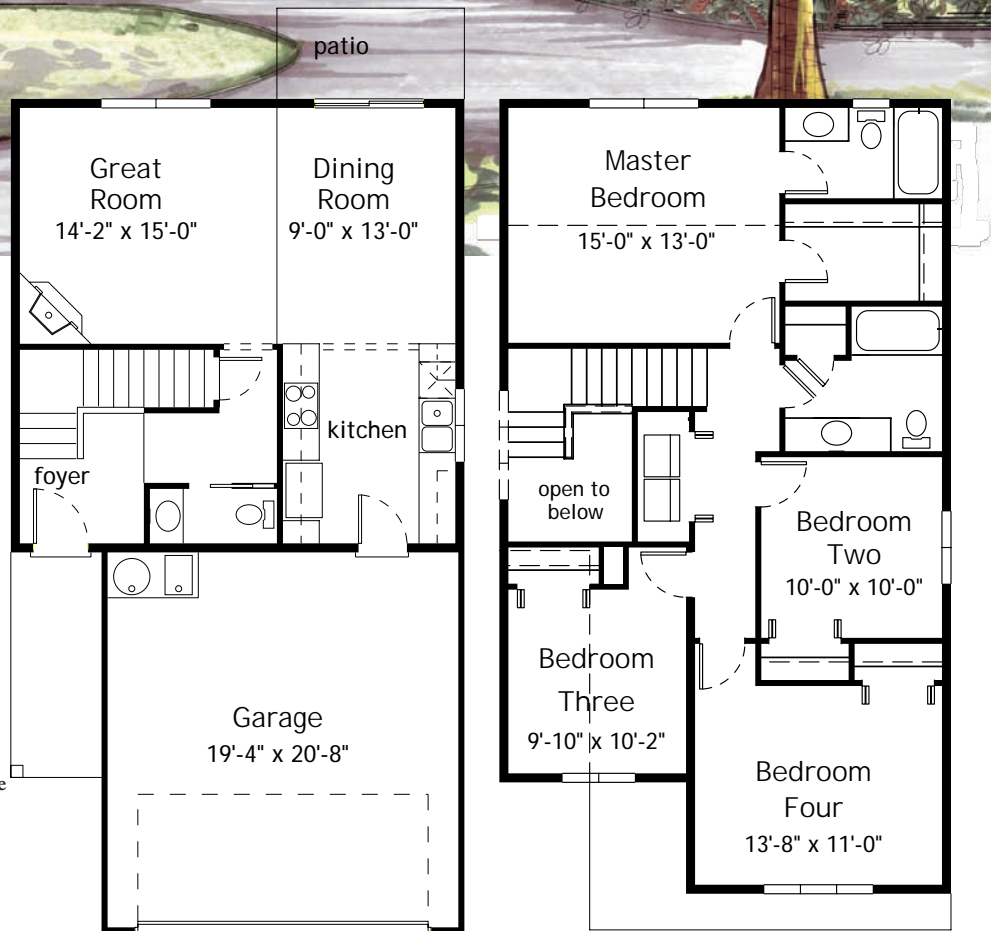 patio
Great
Room
14'-2" x 15'-0"
Dining
Room
9'-0" x 13'-0"
kitchen
foyer
Garage
19'-4" x 20'-8"
e
Master
Bedroom
15'-0" x 13'-0"
open to
below
Bedroom
Two
10'-0" x 10'-0"
Bedroom
Three
9'-10" x 10'-2"
Bedroom
Four
13'-8" x 11'-0"